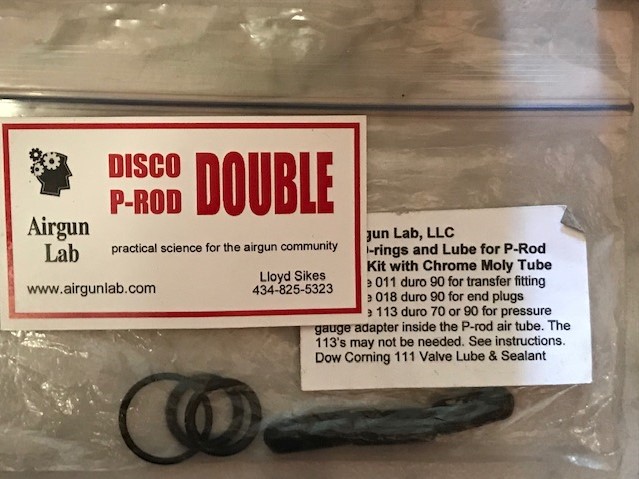 DISCO
P-ROD
DOUBLE
Airgun
Lab
practical science for the airgun community
www.airgunlab.com
Lloyd Sikes
434-825-5323
gun Lab, LLC
-rings and Lube for P-Rod
Kit with Chrome Moly Tube
e 011 duro 90 for transfer fitting
e 018 duro 90 for end plugs
e 113 duro 70 or 90 for pressure
gauge adapter inside the P-rod air tube. The
113's may not be needed. See instructions.
Dow Corning 111 Valve Lube & Sealant